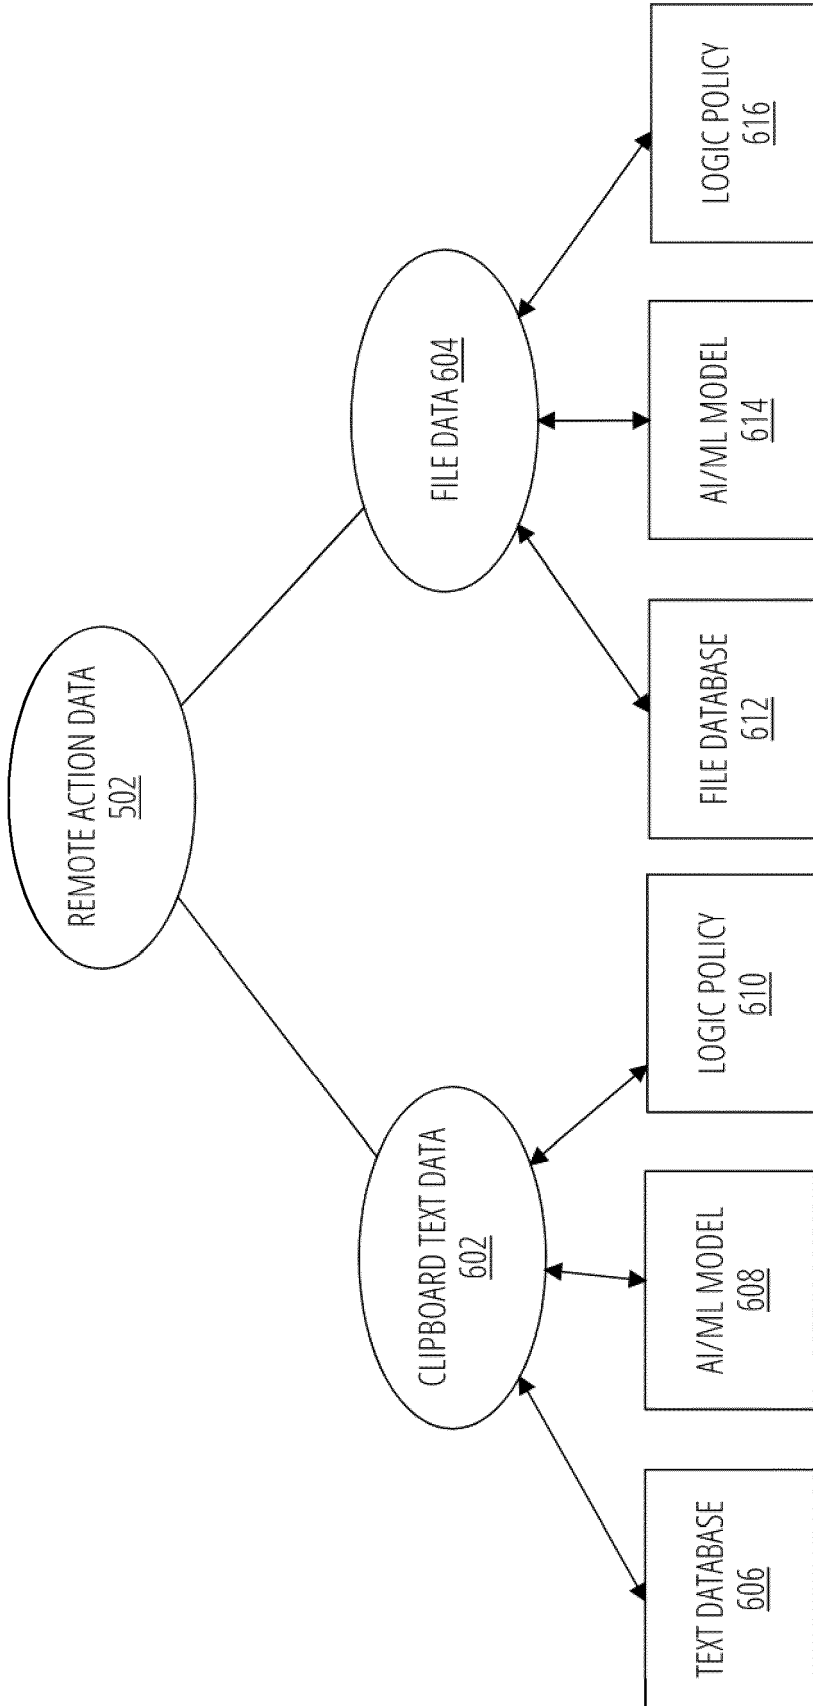 REMOTE ACTION DATA
502
CLIPBOARD TEXT DATA
602
FILE DATA 604
TEXT DATABASE
606
AI/ML MODEL
608
LOGIC POLICY
610
FILE DATABASE
612
AI/ML MODEL
614
LOGIC POLICY
616